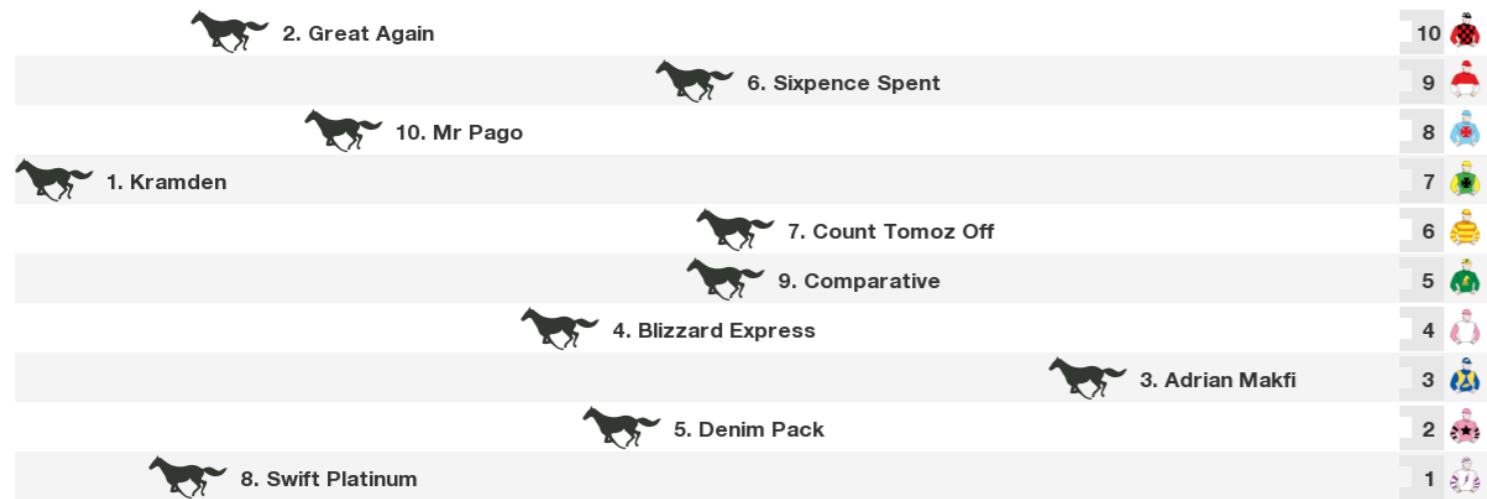 2. Great Again 10
6. Sixpence Spent 9
10. Mr Pago 8
1. Kramden 7
7. Count Tomoz Off 6
9. Comparative 5
4. Blizzard Express 4
3. Adrian Makfi 3
5. Denim Pack 2
8. Swift Platinum 1